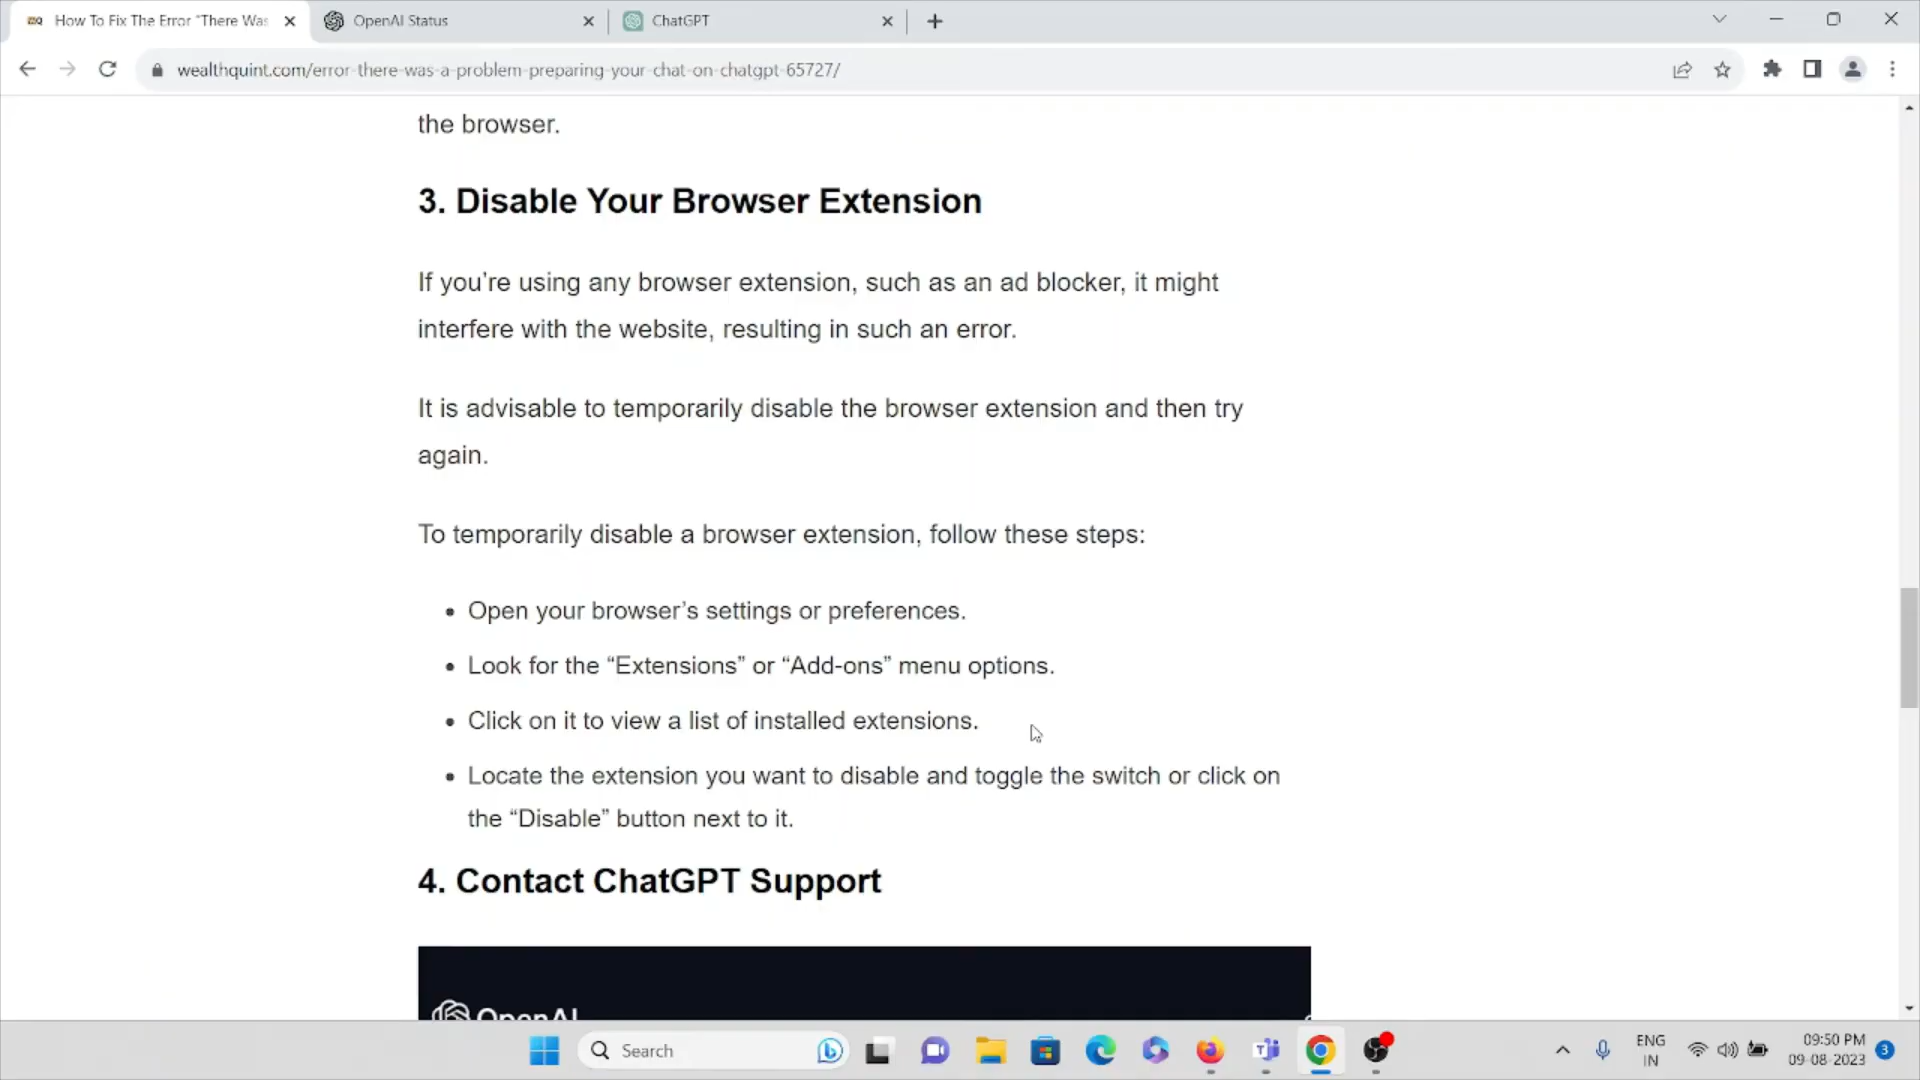 How To Fix The Error "There Was
OpenAI Status
ChatGPT
wealthquint.com/error-there-was-a-problem-preparing-your-chat-on-chatgpt-65727/
the browser.
3. Disable Your Browser Extension
If you’re using any browser extension, such as an ad blocker, it might
interfere with the website, resulting in such an error.
It is advisable to temporarily disable the browser extension and then try
again.
To temporarily disable a browser extension, follow these steps:
• Open your browser’s settings or preferences.
• Look for the “Extensions” or “Add-ons” menu options.
• Click on it to view a list of installed extensions.
• Locate the extension you want to disable and toggle the switch or click on
the “Disable” button next to it.
4. Contact ChatGPT Support
OpenAI
Search
ENG
IN
09:50 PM
09-08-2023
3